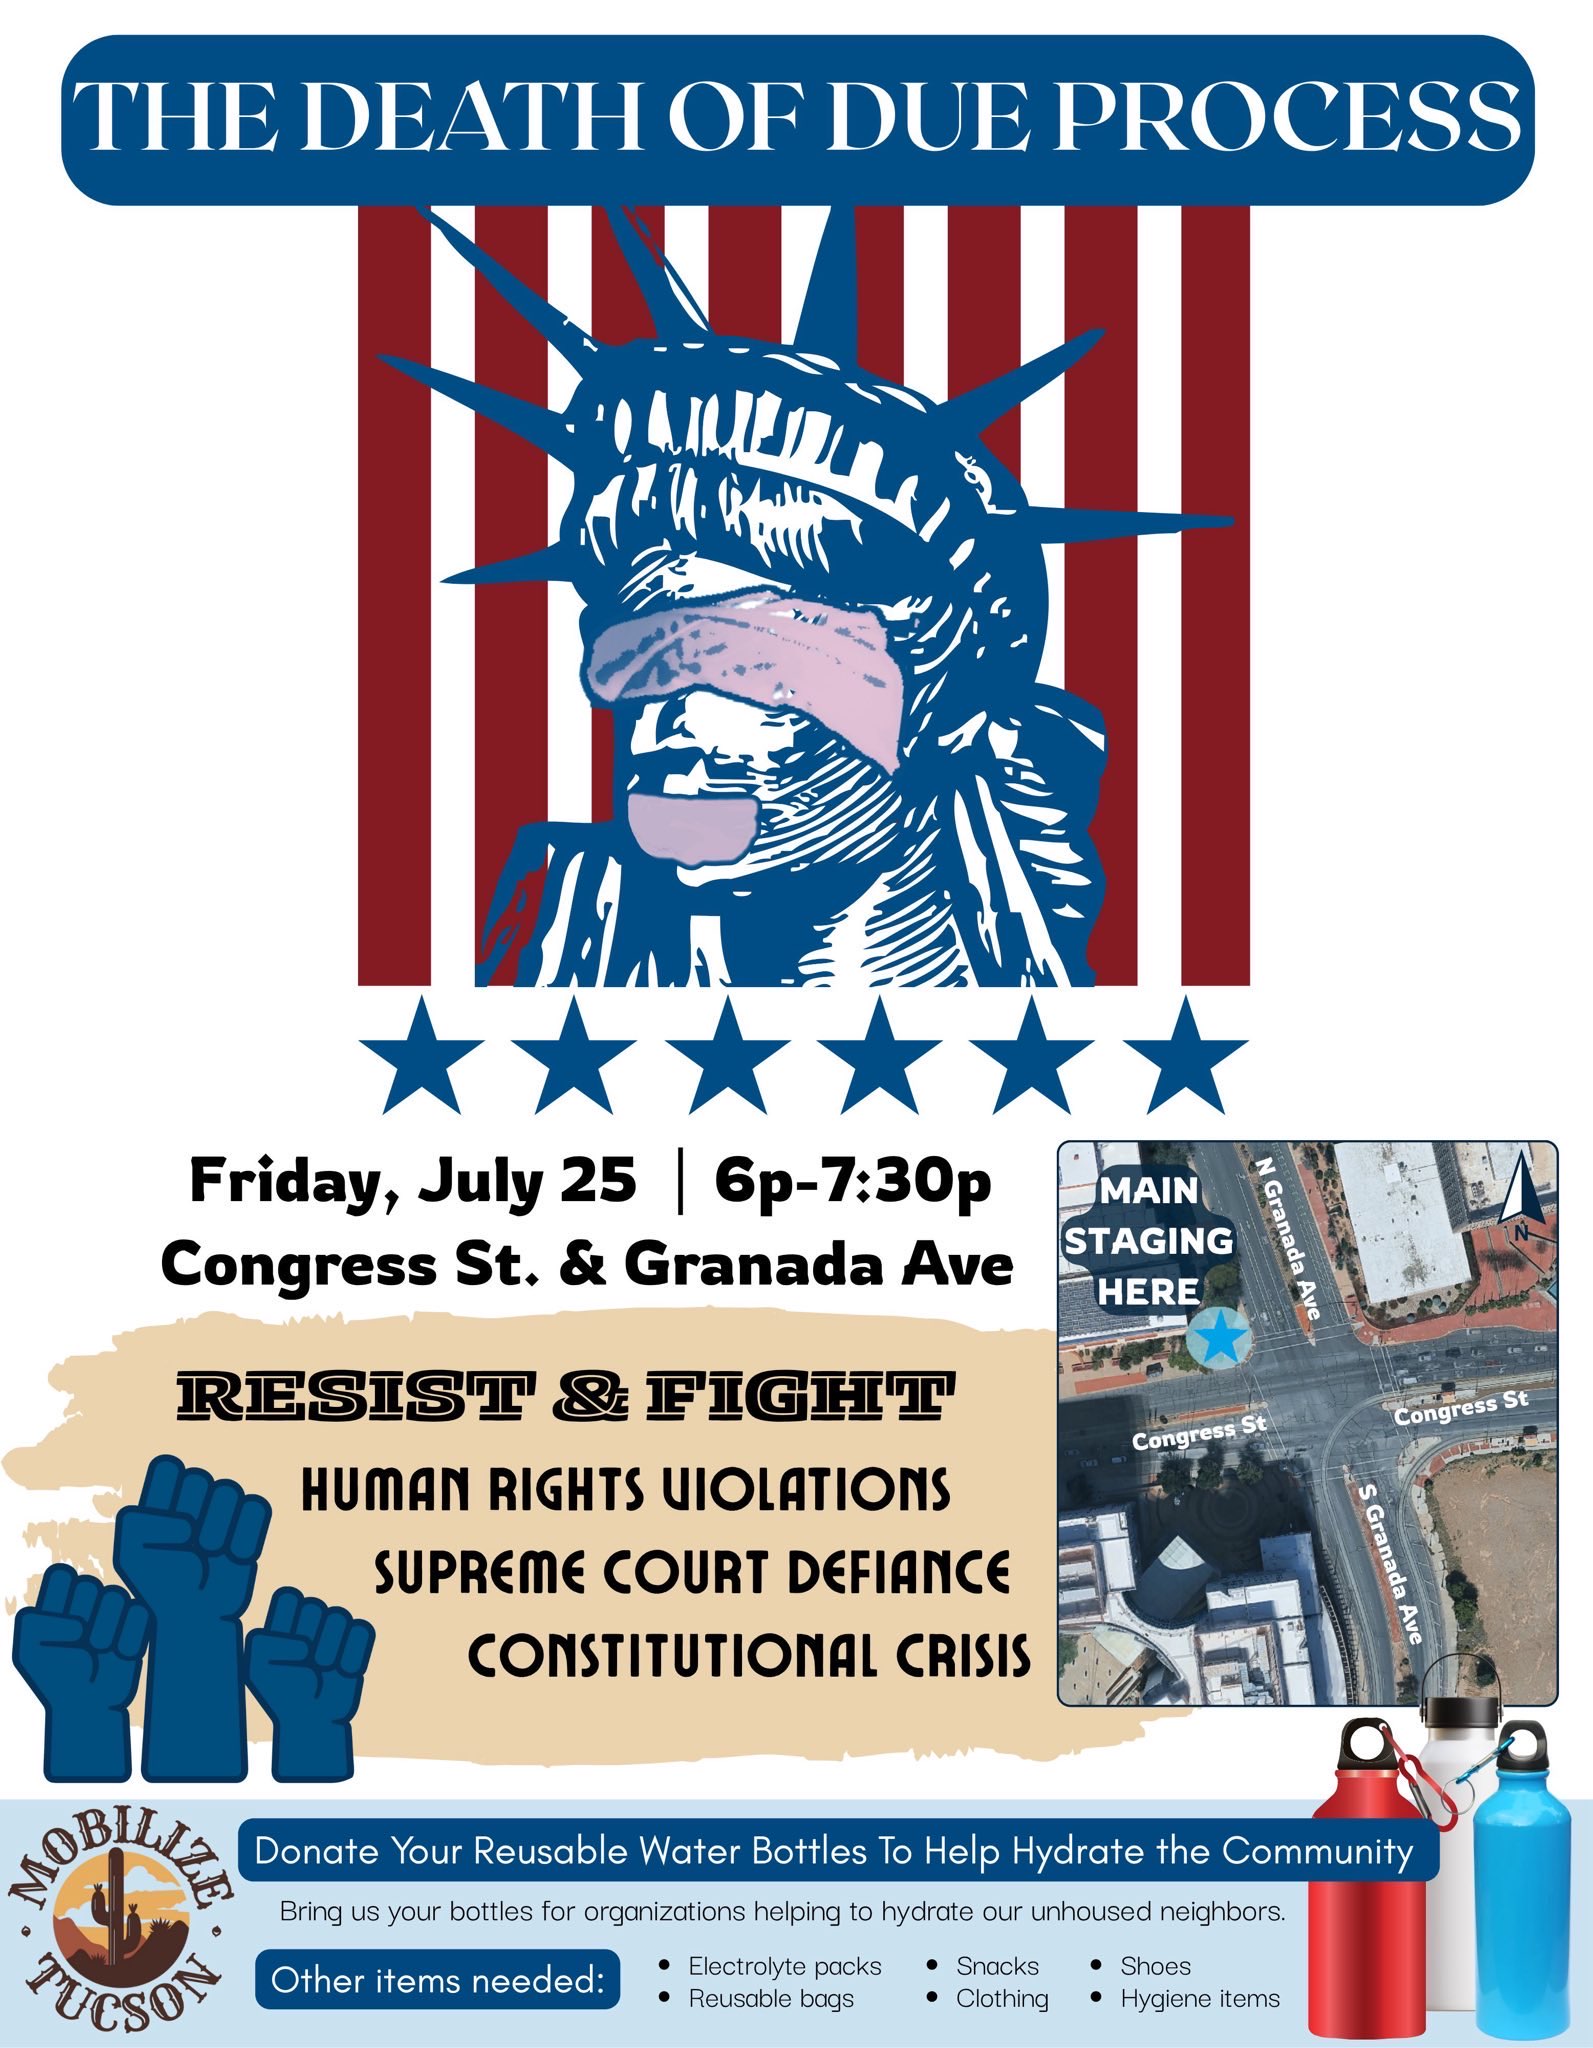 THE DEATH OF DUE PROCESS
Friday, July 25 | 6p-7:30p
Congress St. & Granada Ave
RESIST & FIGHT
HUMAN RIGHTS VIOLATIONS
SUPREME COURT DEFIANCE
CONSTITUTIONAL CRISIS
MAIN
STAGING
HERE
N Granada Ave
N
Congress St
Congress St
S Granada Ave
MOBILIZE
TUCSON
Donate Your Reusable Water Bottles To Help Hydrate the Community
Bring us your bottles for organizations helping to hydrate our unhoused neighbors.
Other items needed:
• Electrolyte packs
• Reusable bags
• Snacks
• Clothing
• Shoes
• Hygiene items